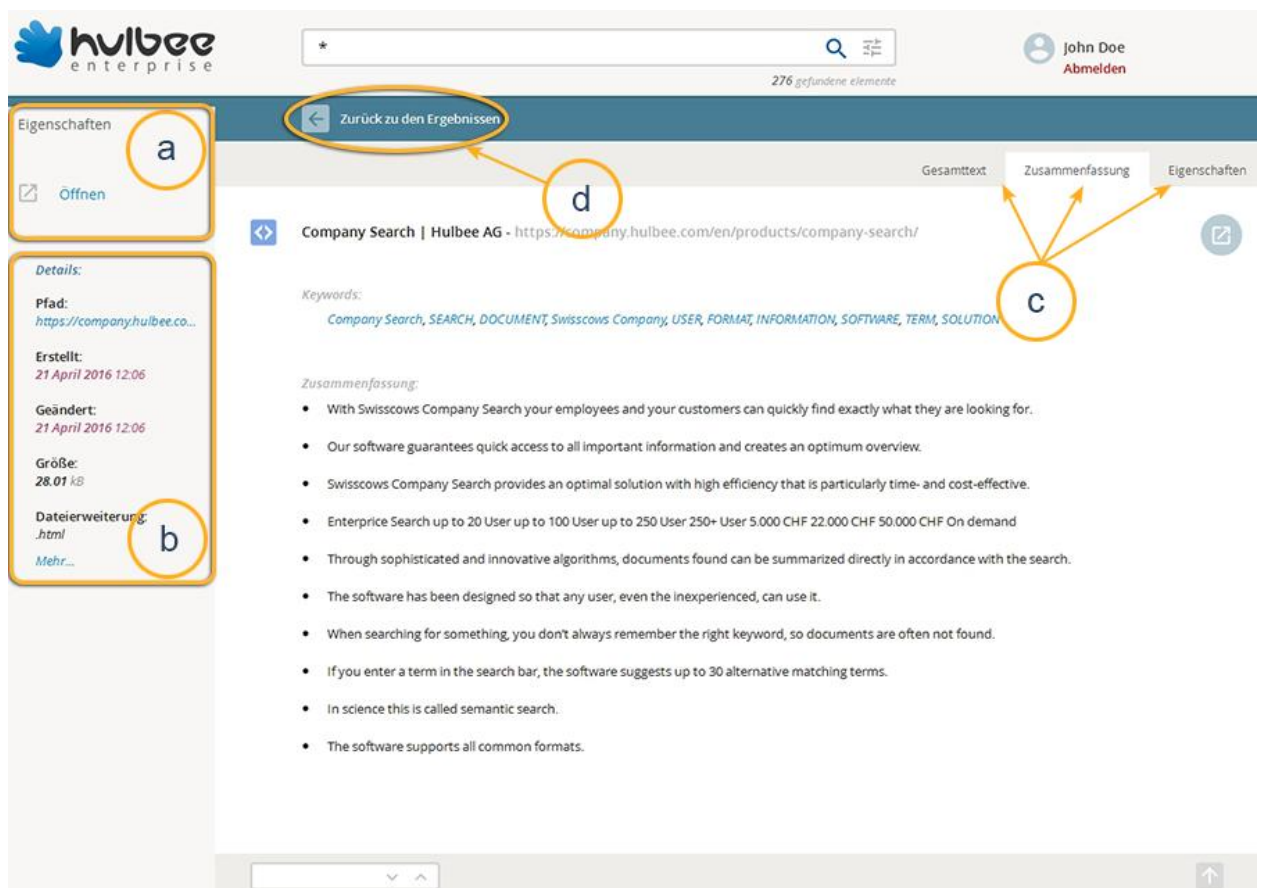 hulbee
enterprise
*
276 gefundene elemente
John Doe
Abmelden
Eigenschaften
a
Öffnen
Zurück zu den Ergebnissen
d
Gesamttext Zusammenfassung Eigenschaften
c
Company Search | Hulbee AG - https://company.hulbee.com/en/products/company-search/
Details:
Pfad:
https://company.hulbee.co...
Erstellt:
21 April 2016 12:06
Geändert:
21 April 2016 12:06
Größe:
28.01 kB
Dateierweiterung:
.html
Mehr...
b
Keywords:
Company Search, SEARCH, DOCUMENT, Swisscows Company, USER, FORMAT, INFORMATION, SOFTWARE, TERM, SOLUTION
Zusammenfassung:
• With Swisscows Company Search your employees and your customers can quickly find exactly what they are looking for.
• Our software guarantees quick access to all important information and creates an optimum overview.
• Swisscows Company Search provides an optimal solution with high efficiency that is particularly time- and cost-effective.
• Enterprice Search up to 20 User up to 100 User up to 250 User 250+ User 5.000 CHF 22.000 CHF 50.000 CHF On demand
• Through sophisticated and innovative algorithms, documents found can be summarized directly in accordance with the search.
• The software has been designed so that any user, even the inexperienced, can use it.
• When searching for something, you don't always remember the right keyword, so documents are often not found.
• If you enter a term in the search bar, the software suggests up to 30 alternative matching terms.
• In science this is called semantic search.
• The software supports all common formats.